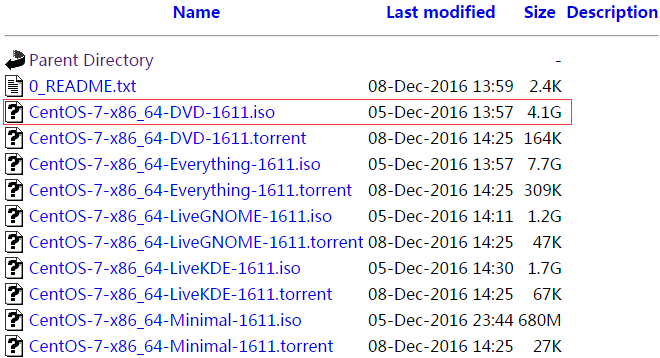 Name Last modified Size Description
Parent Directory -
0_README.txt 08-Dec-2016 13:59 2.4K
CentOS-7-x86_64-DVD-1611.iso 05-Dec-2016 13:57 4.1G
CentOS-7-x86_64-DVD-1611.torrent 08-Dec-2016 14:25 164K
CentOS-7-x86_64-Everything-1611.iso 05-Dec-2016 13:57 7.7G
CentOS-7-x86_64-Everything-1611.torrent 08-Dec-2016 14:25 309K
CentOS-7-x86_64-LiveGNOME-1611.iso 05-Dec-2016 14:11 1.2G
CentOS-7-x86_64-LiveGNOME-1611.torrent 08-Dec-2016 14:25 47K
CentOS-7-x86_64-LiveKDE-1611.iso 05-Dec-2016 14:30 1.7G
CentOS-7-x86_64-LiveKDE-1611.torrent 08-Dec-2016 14:25 67K
CentOS-7-x86_64-Minimal-1611.iso 05-Dec-2016 23:44 680M
CentOS-7-x86_64-Minimal-1611.torrent 08-Dec-2016 14:25 27K